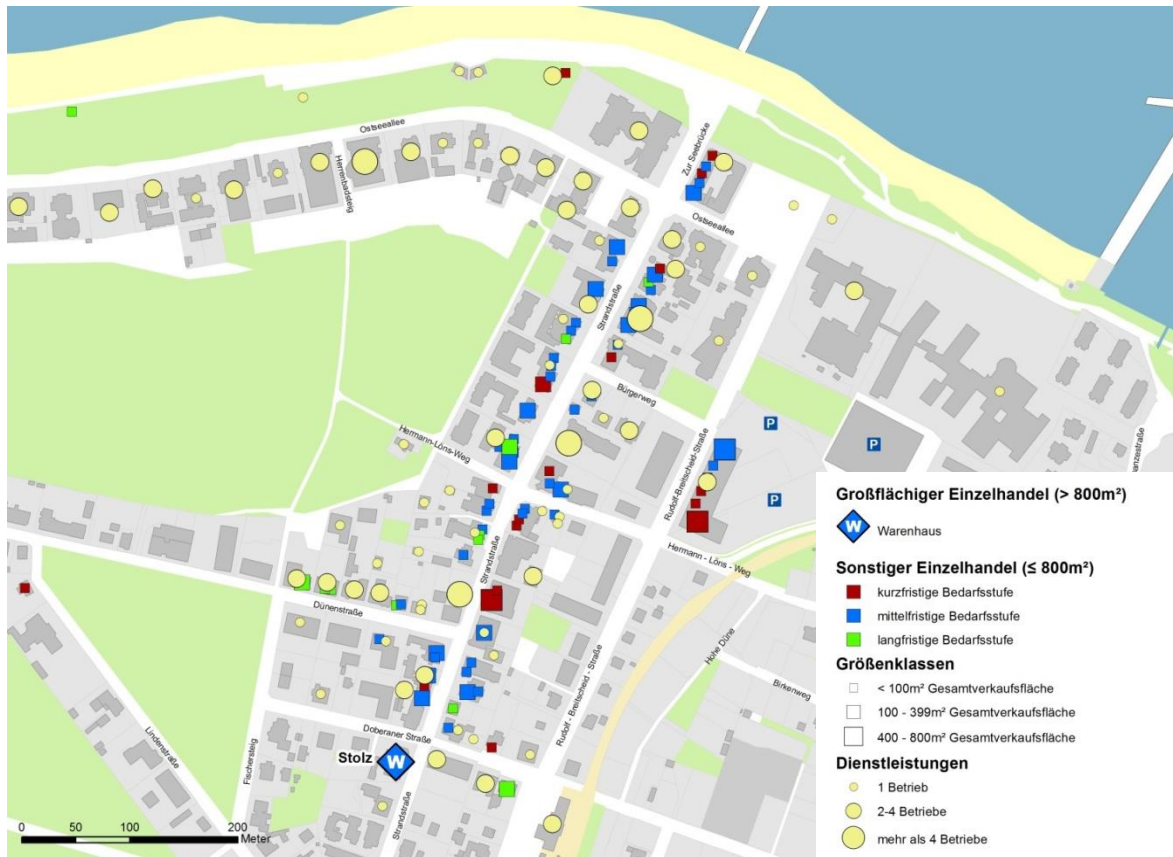 Ostseeallee
Herrenbadsteig
Zur Seebrücke
Ostseeallee
Strandstraße
Bürgerweg
Hermann-Löns-Weg
Rudolf-Breitscheid-Straße
P
P
P
Strandstraße
Hermann - Löns - Weg
Dünenstraße
Rudolf - Breitscheid - Straße
Hohe Düne
Birkenweg
Lindenstraße
Fischersteig
Doberaner Straße
Stolz
W
Strandstraße
0 50 100 200
Meter
Großflächiger Einzelhandel (> 800m²)
W Warenhaus
Sonstiger Einzelhandel (≤ 800m²)
kurzfristige Bedarfsstufe
mittelfristige Bedarfsstufe
langfristige Bedarfsstufe
Größenklassen
< 100m² Gesamtverkaufsfläche
100 - 399m² Gesamtverkaufsfläche
400 - 800m² Gesamtverkaufsfläche
Dienstleistungen
1 Betrieb
2-4 Betriebe
mehr als 4 Betriebe